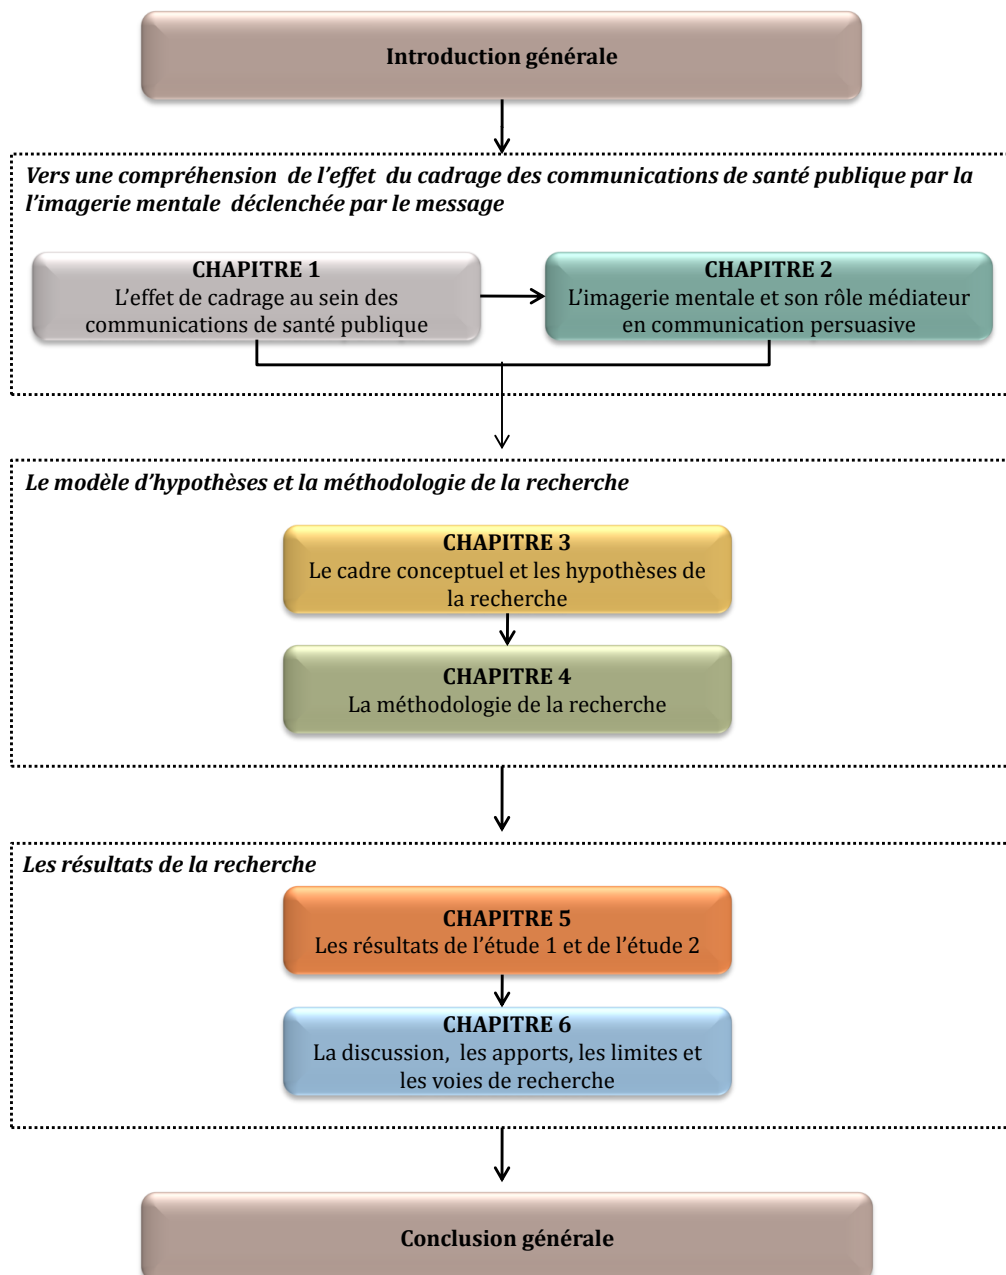 Introduction générale
Vers une compréhension de l’effet du cadrage des communications de santé publique par la
l’imagerie mentale déclenchée par le message
CHAPITRE 1
L’effet de cadrage au sein des
communications de santé publique
CHAPITRE 2
L’imagerie mentale et son rôle médiateur
en communication persuasive
Le modèle d’hypothèses et la méthodologie de la recherche
CHAPITRE 3
Le cadre conceptuel et les hypothèses de
la recherche
CHAPITRE 4
La méthodologie de la recherche
Les résultats de la recherche
CHAPITRE 5
Les résultats de l’étude 1 et de l’étude 2
CHAPITRE 6
La discussion, les apports, les limites et
les voies de recherche
Conclusion générale